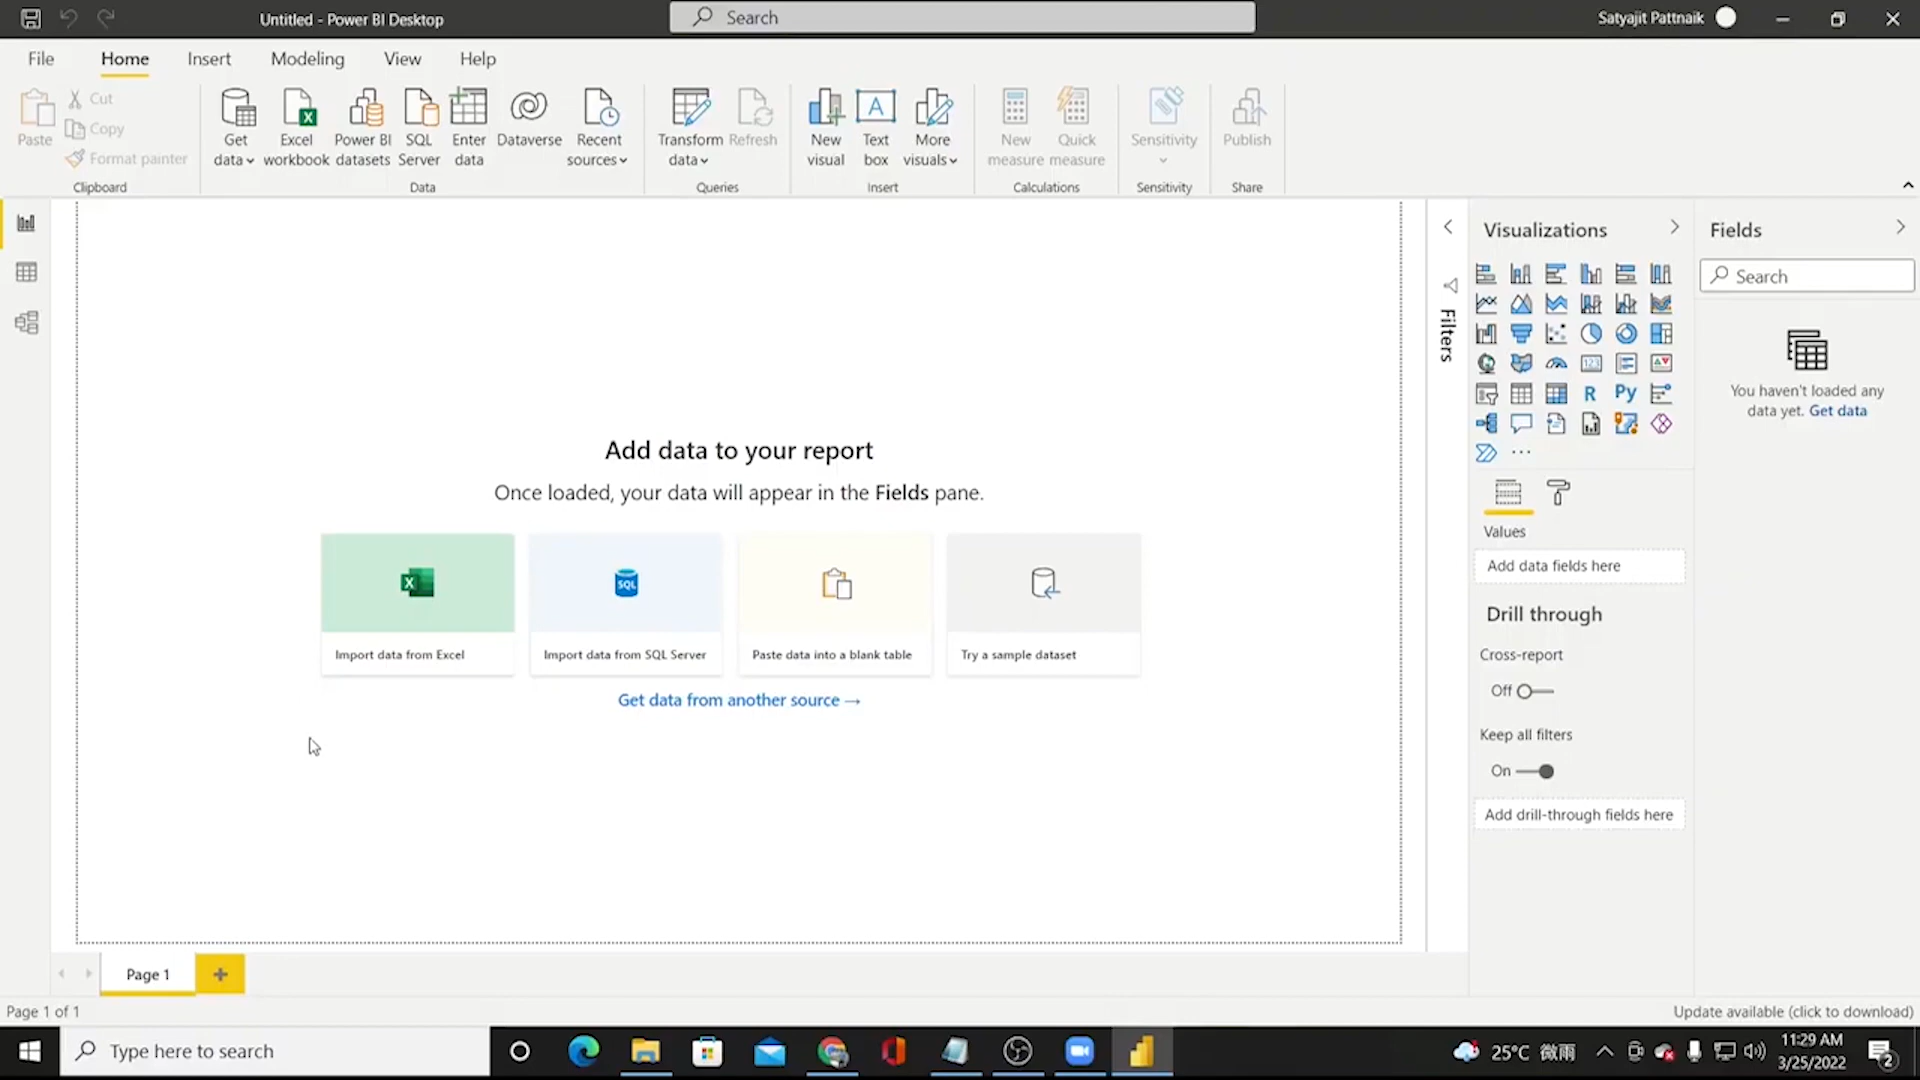 Untitled - Power BI Desktop
Search
Satyajit Pattnaik
File
Home
Insert
Modeling
View
Help
Paste
Cut
Copy
Format painter
Clipboard
Get data
Excel workbook
Power BI datasets
SQL Server
Enter data
Dataverse
Recent sources
Data
Transform data
Refresh
Queries
New visual
Text box
More visuals
Insert
New measure
Quick measure
Calculations
Sensitivity
Sensitivity
Publish
Share
Filters
Visualizations
R
Py
123
Values
Add data fields here
Drill through
Cross-report
Off
Keep all filters
On
Add drill-through fields here
Fields
Search
You haven't loaded any
data yet. Get data
Add data to your report
Once loaded, your data will appear in the Fields pane.
SQL
Import data from Excel
Import data from SQL Server
Paste data into a blank table
Try a sample dataset
Get data from another source →
Page 1
Page 1 of 1
Update available (click to download)
Type here to search
25°C 微雨
11:29 AM
3/25/2022
2